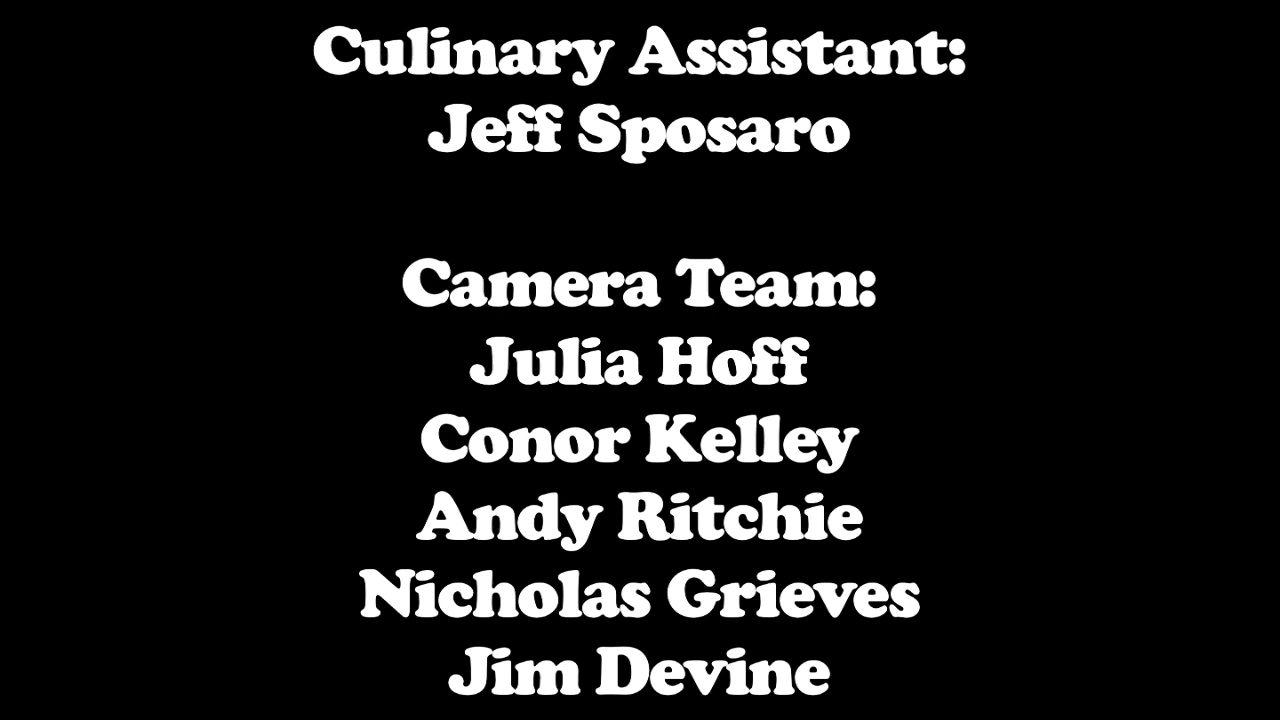 Culinary Assistant:
Jeff Sposaro
Camera Team:
Julia Hoff
Conor Kelley
Andy Ritchie
Nicholas Grieves
Jim Devine